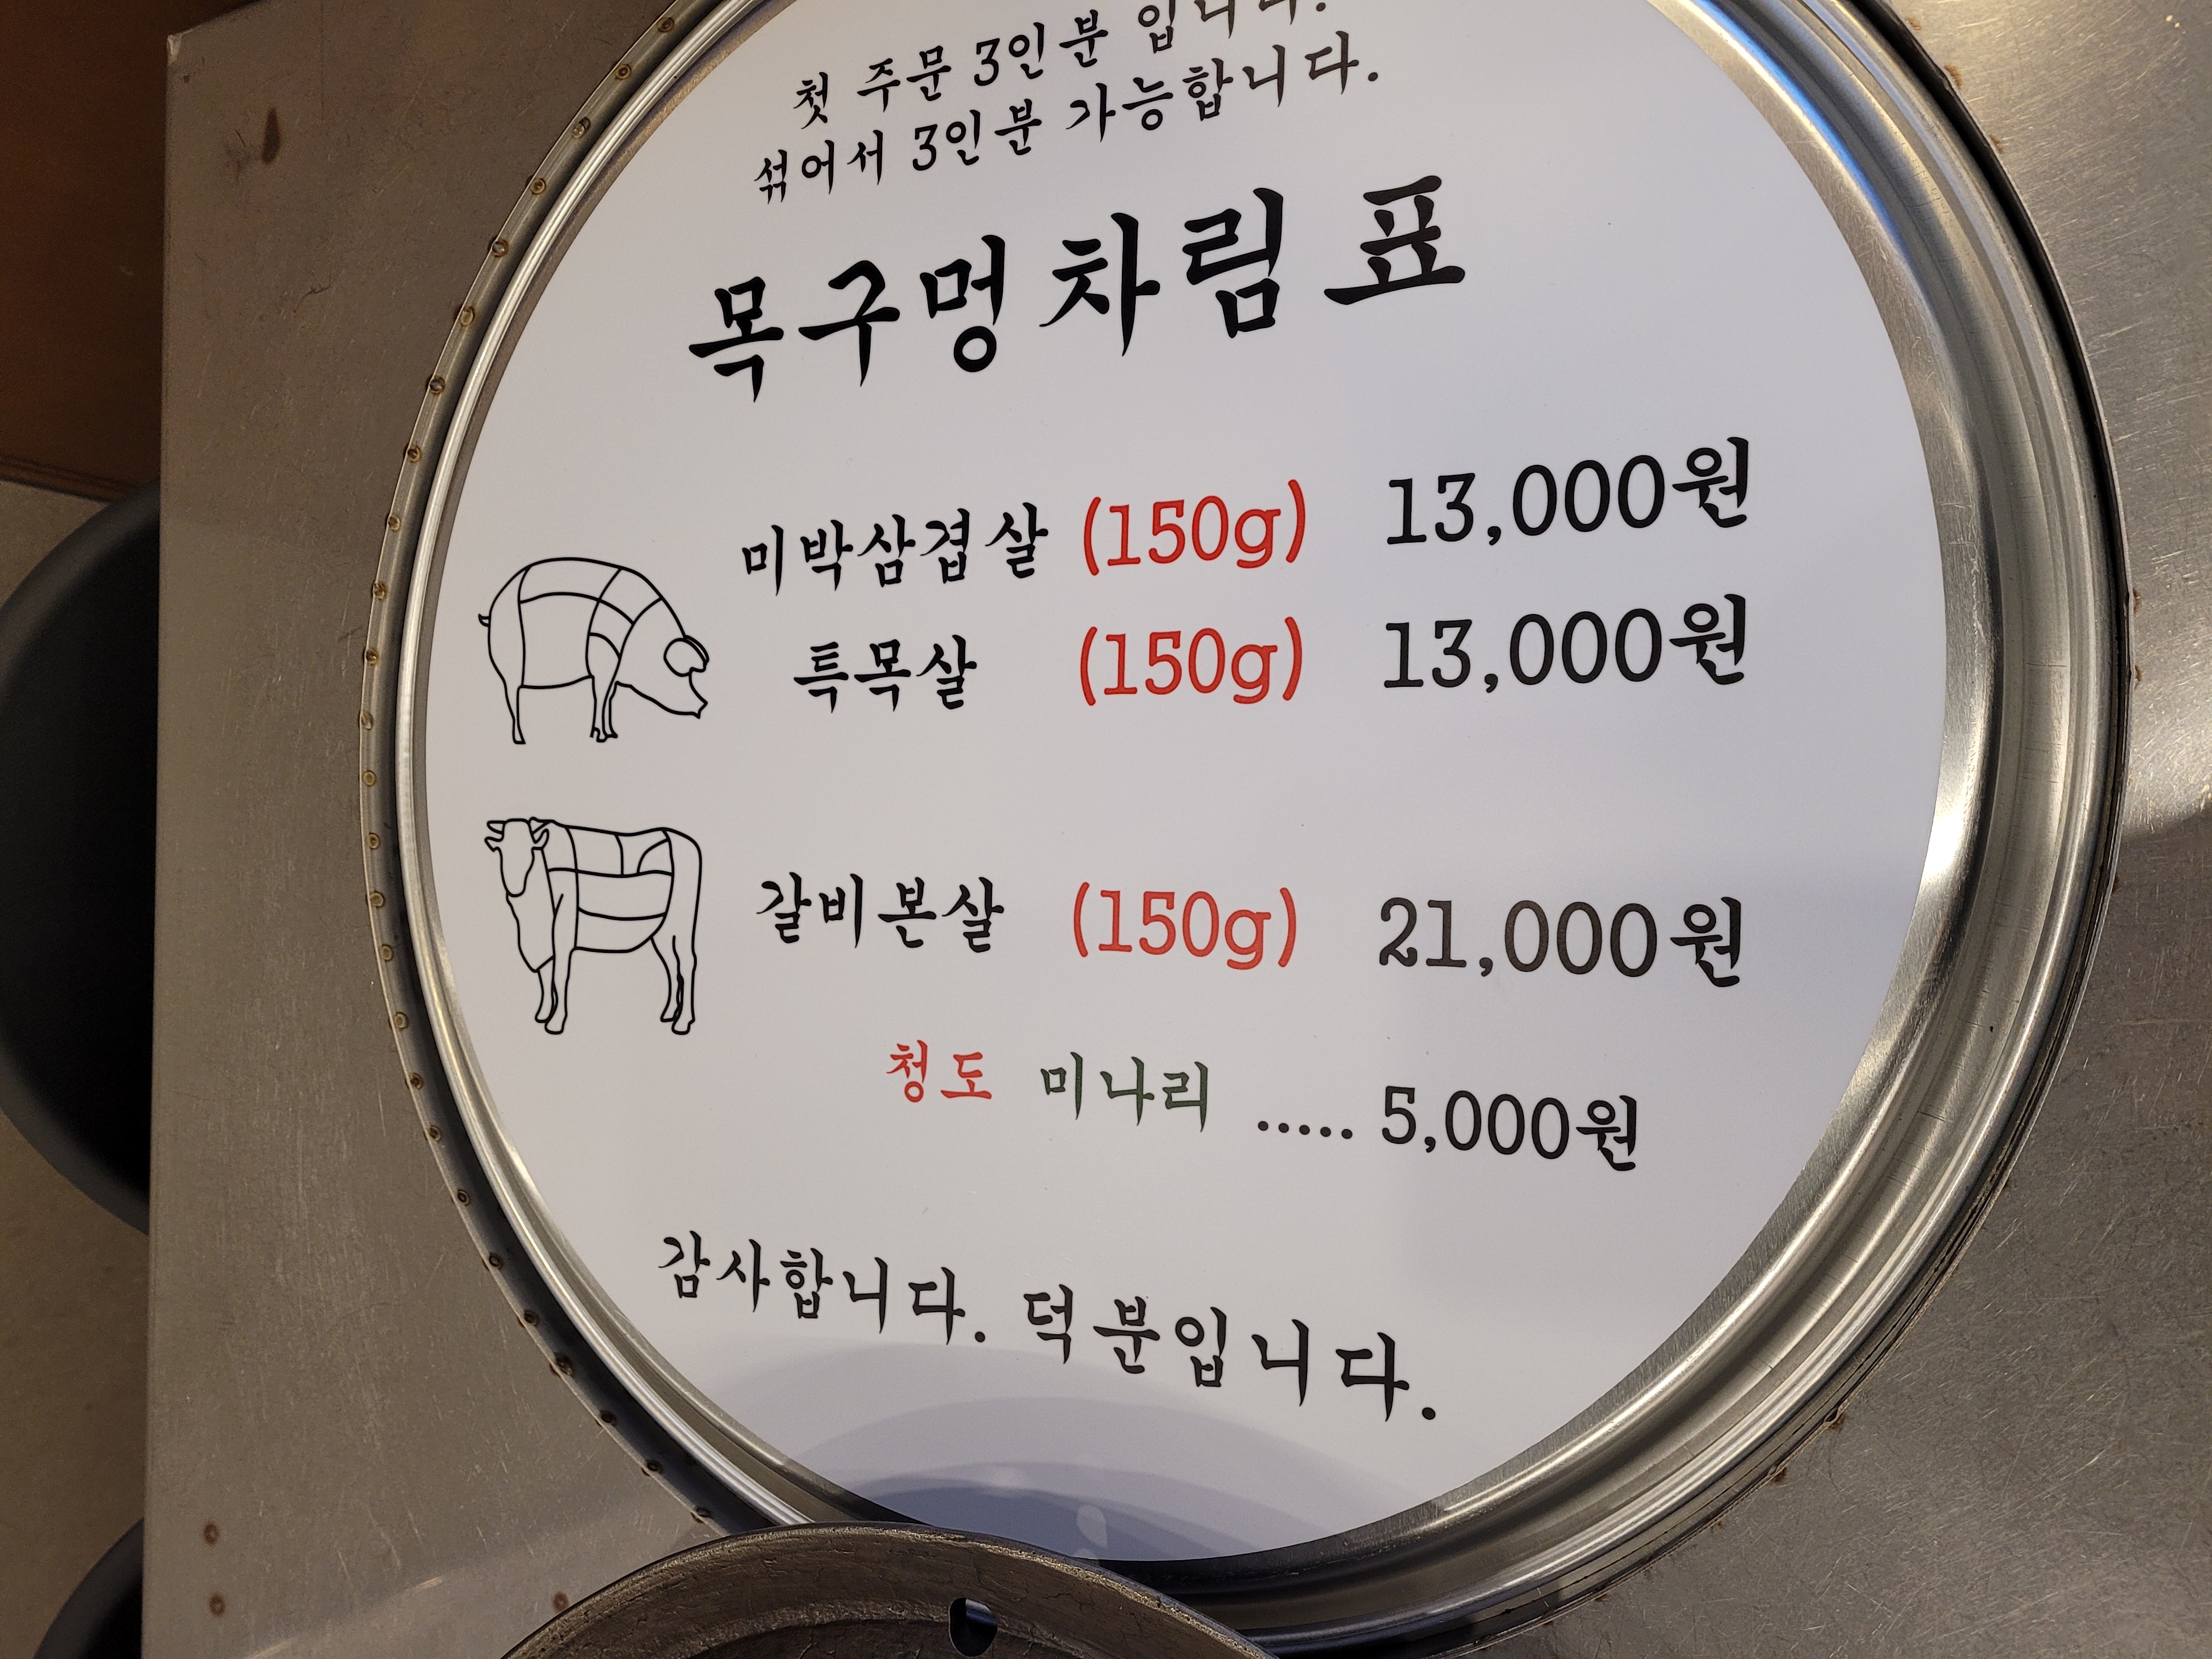 첫 주문 3인분 입니다.
섞어서 3인분 가능합니다.
목구멍 차림표
미박삼겹살 (150g) 13,000원
특목살 (150g) 13,000원
갈비본살 (150g) 21,000원
청도 미나리 ..... 5,000원
감사합니다. 덕분입니다.